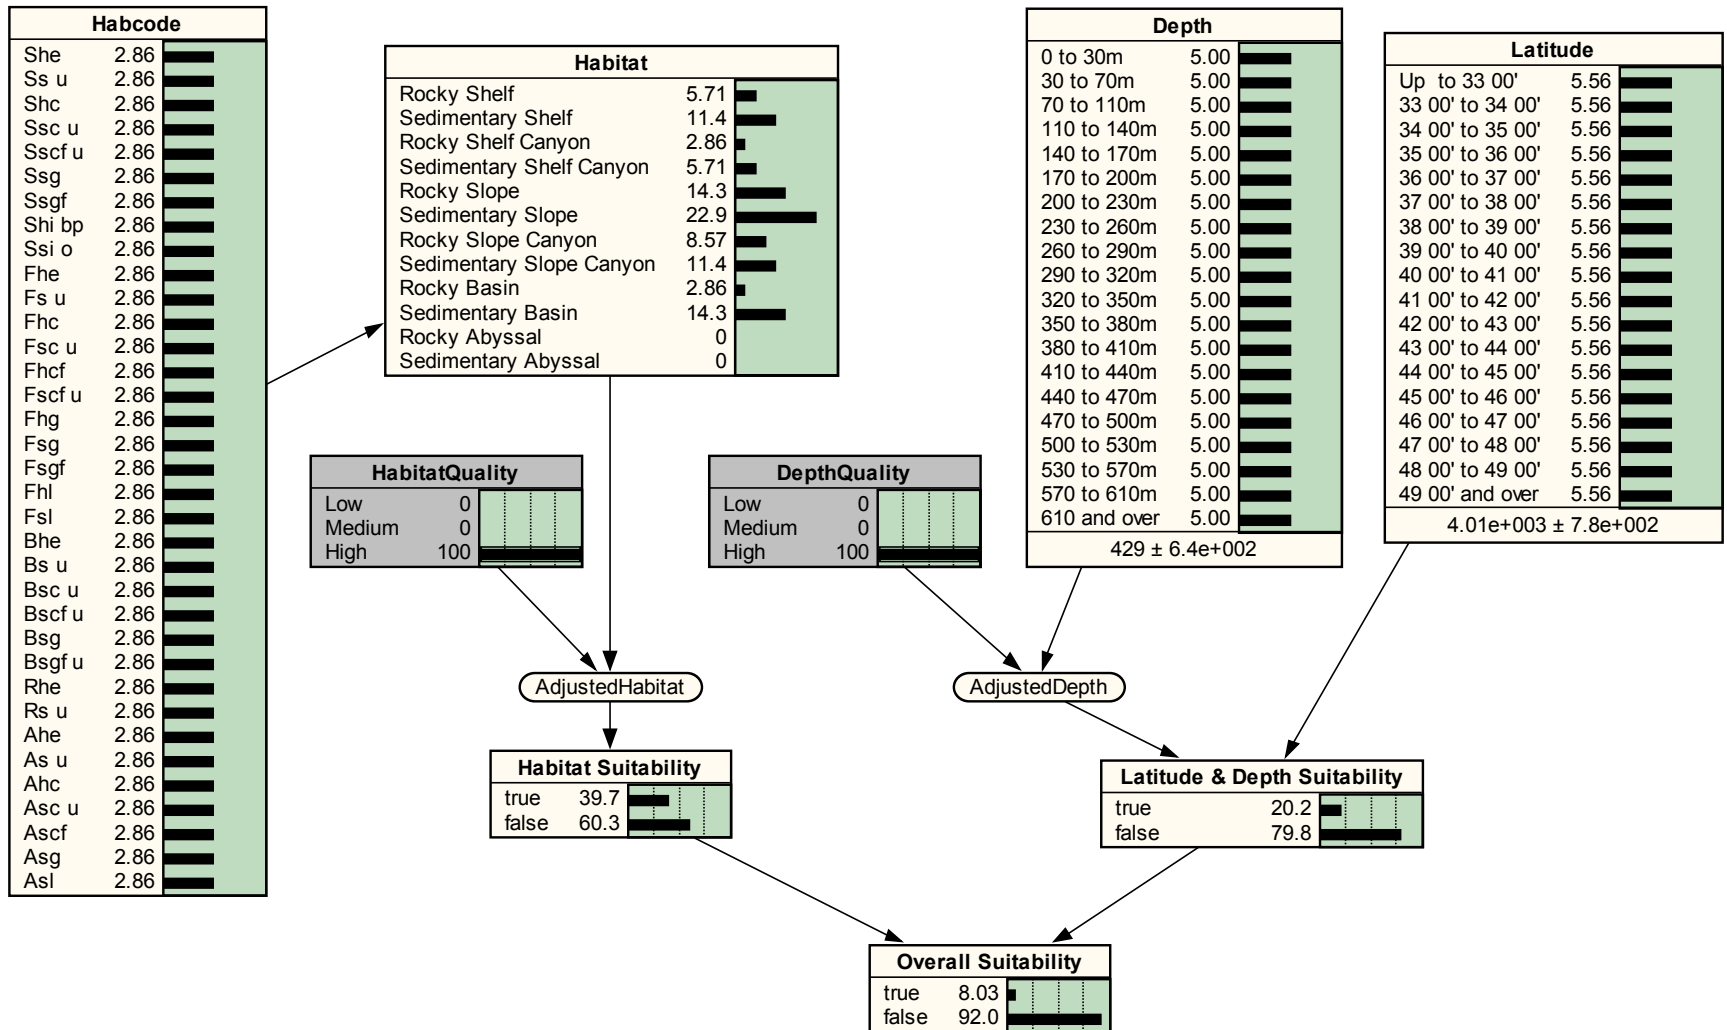 Habcode
She 2.86
Ss u 2.86
Shc 2.86
Ssc u 2.86
Sscf u 2.86
Ssg 2.86
Ssgf 2.86
Shi bp 2.86
Ssi o 2.86
Fhe 2.86
Fs u 2.86
Fhc 2.86
Fsc u 2.86
Fhcf 2.86
Fscf u 2.86
Fhg 2.86
Fsg 2.86
Fsgf 2.86
Fhl 2.86
Fsl 2.86
Bhe 2.86
Bs u 2.86
Bsc u 2.86
Bscf u 2.86
Bsg 2.86
Bsgf u 2.86
Rhe 2.86
Rs u 2.86
Ahe 2.86
As u 2.86
Ahc 2.86
Asc u 2.86
Ascf 2.86
Asg 2.86
Asl 2.86
Habitat
Rocky Shelf 5.71
Sedimentary Shelf 11.4
Rocky Shelf Canyon 2.86
Sedimentary Shelf Canyon 5.71
Rocky Slope 14.3
Sedimentary Slope 22.9
Rocky Slope Canyon 8.57
Sedimentary Slope Canyon 11.4
Rocky Basin 2.86
Sedimentary Basin 14.3
Rocky Abyssal 0
Sedimentary Abyssal 0
Depth
0 to 30m 5.00
30 to 70m 5.00
70 to 110m 5.00
110 to 140m 5.00
140 to 170m 5.00
170 to 200m 5.00
200 to 230m 5.00
230 to 260m 5.00
260 to 290m 5.00
290 to 320m 5.00
320 to 350m 5.00
350 to 380m 5.00
380 to 410m 5.00
410 to 440m 5.00
440 to 470m 5.00
470 to 500m 5.00
500 to 530m 5.00
530 to 570m 5.00
570 to 610m 5.00
610 and over 5.00
429 ± 6.4e+002
Latitude
Up to 33 00' 5.56
33 00' to 34 00' 5.56
34 00' to 35 00' 5.56
35 00' to 36 00' 5.56
36 00' to 37 00' 5.56
37 00' to 38 00' 5.56
38 00' to 39 00' 5.56
39 00' to 40 00' 5.56
40 00' to 41 00' 5.56
41 00' to 42 00' 5.56
42 00' to 43 00' 5.56
43 00' to 44 00' 5.56
44 00' to 45 00' 5.56
45 00' to 46 00' 5.56
46 00' to 47 00' 5.56
47 00' to 48 00' 5.56
48 00' to 49 00' 5.56
49 00' and over 5.56
4.01e+003 ± 7.8e+002
HabitatQuality
Low 0
Medium 0
High 100
DepthQuality
Low 0
Medium 0
High 100
AdjustedHabitat
AdjustedDepth
Habitat Suitability
true 39.7
false 60.3
Latitude & Depth Suitability
true 20.2
false 79.8
Overall Suitability
true 8.03
false 92.0